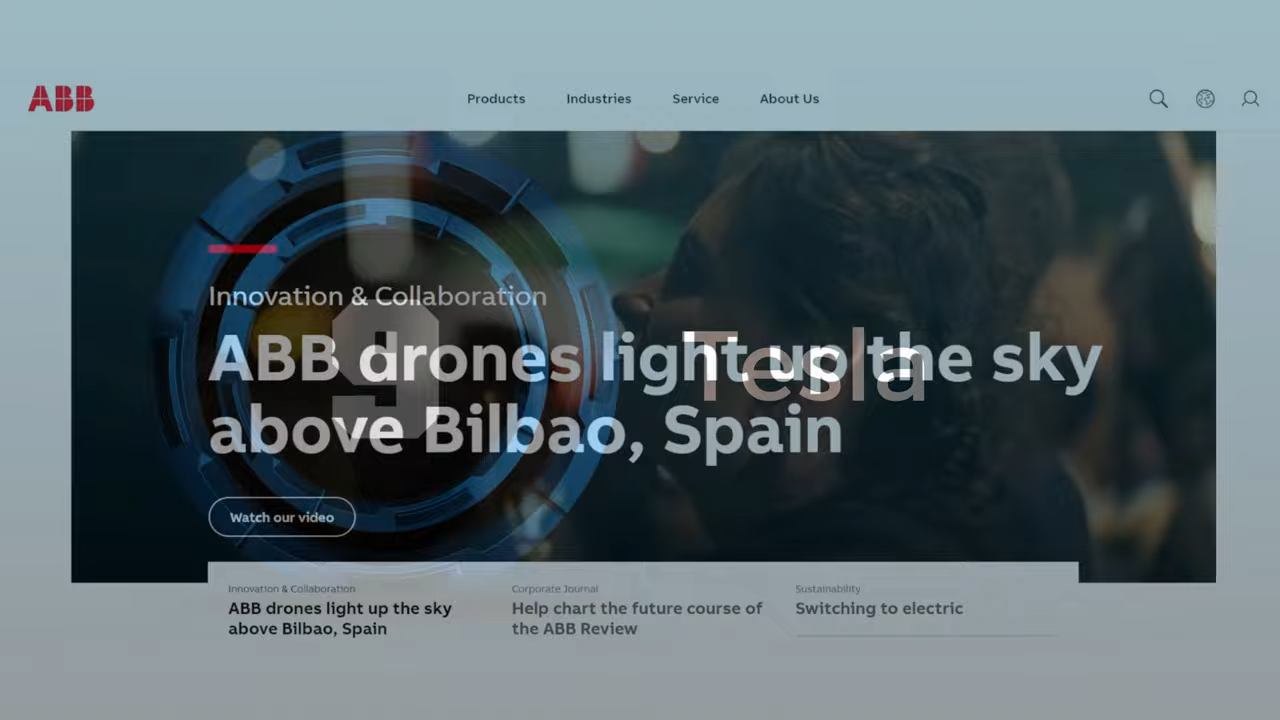 ABB
Products Industries Service About Us
Innovation & Collaboration
9
Tesla
ABB drones light up the sky
above Bilbao, Spain
Watch our video
Innovation & Collaboration
ABB drones light up the sky
above Bilbao, Spain
Corporate Journal
Help chart the future course of
the ABB Review
Sustainability
Switching to electric